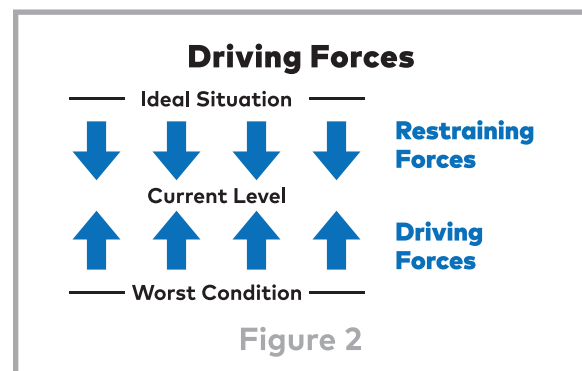 Driving Forces
Ideal Situation
Restraining
Forces
Current Level
Driving
Forces
Worst Condition
Figure 2